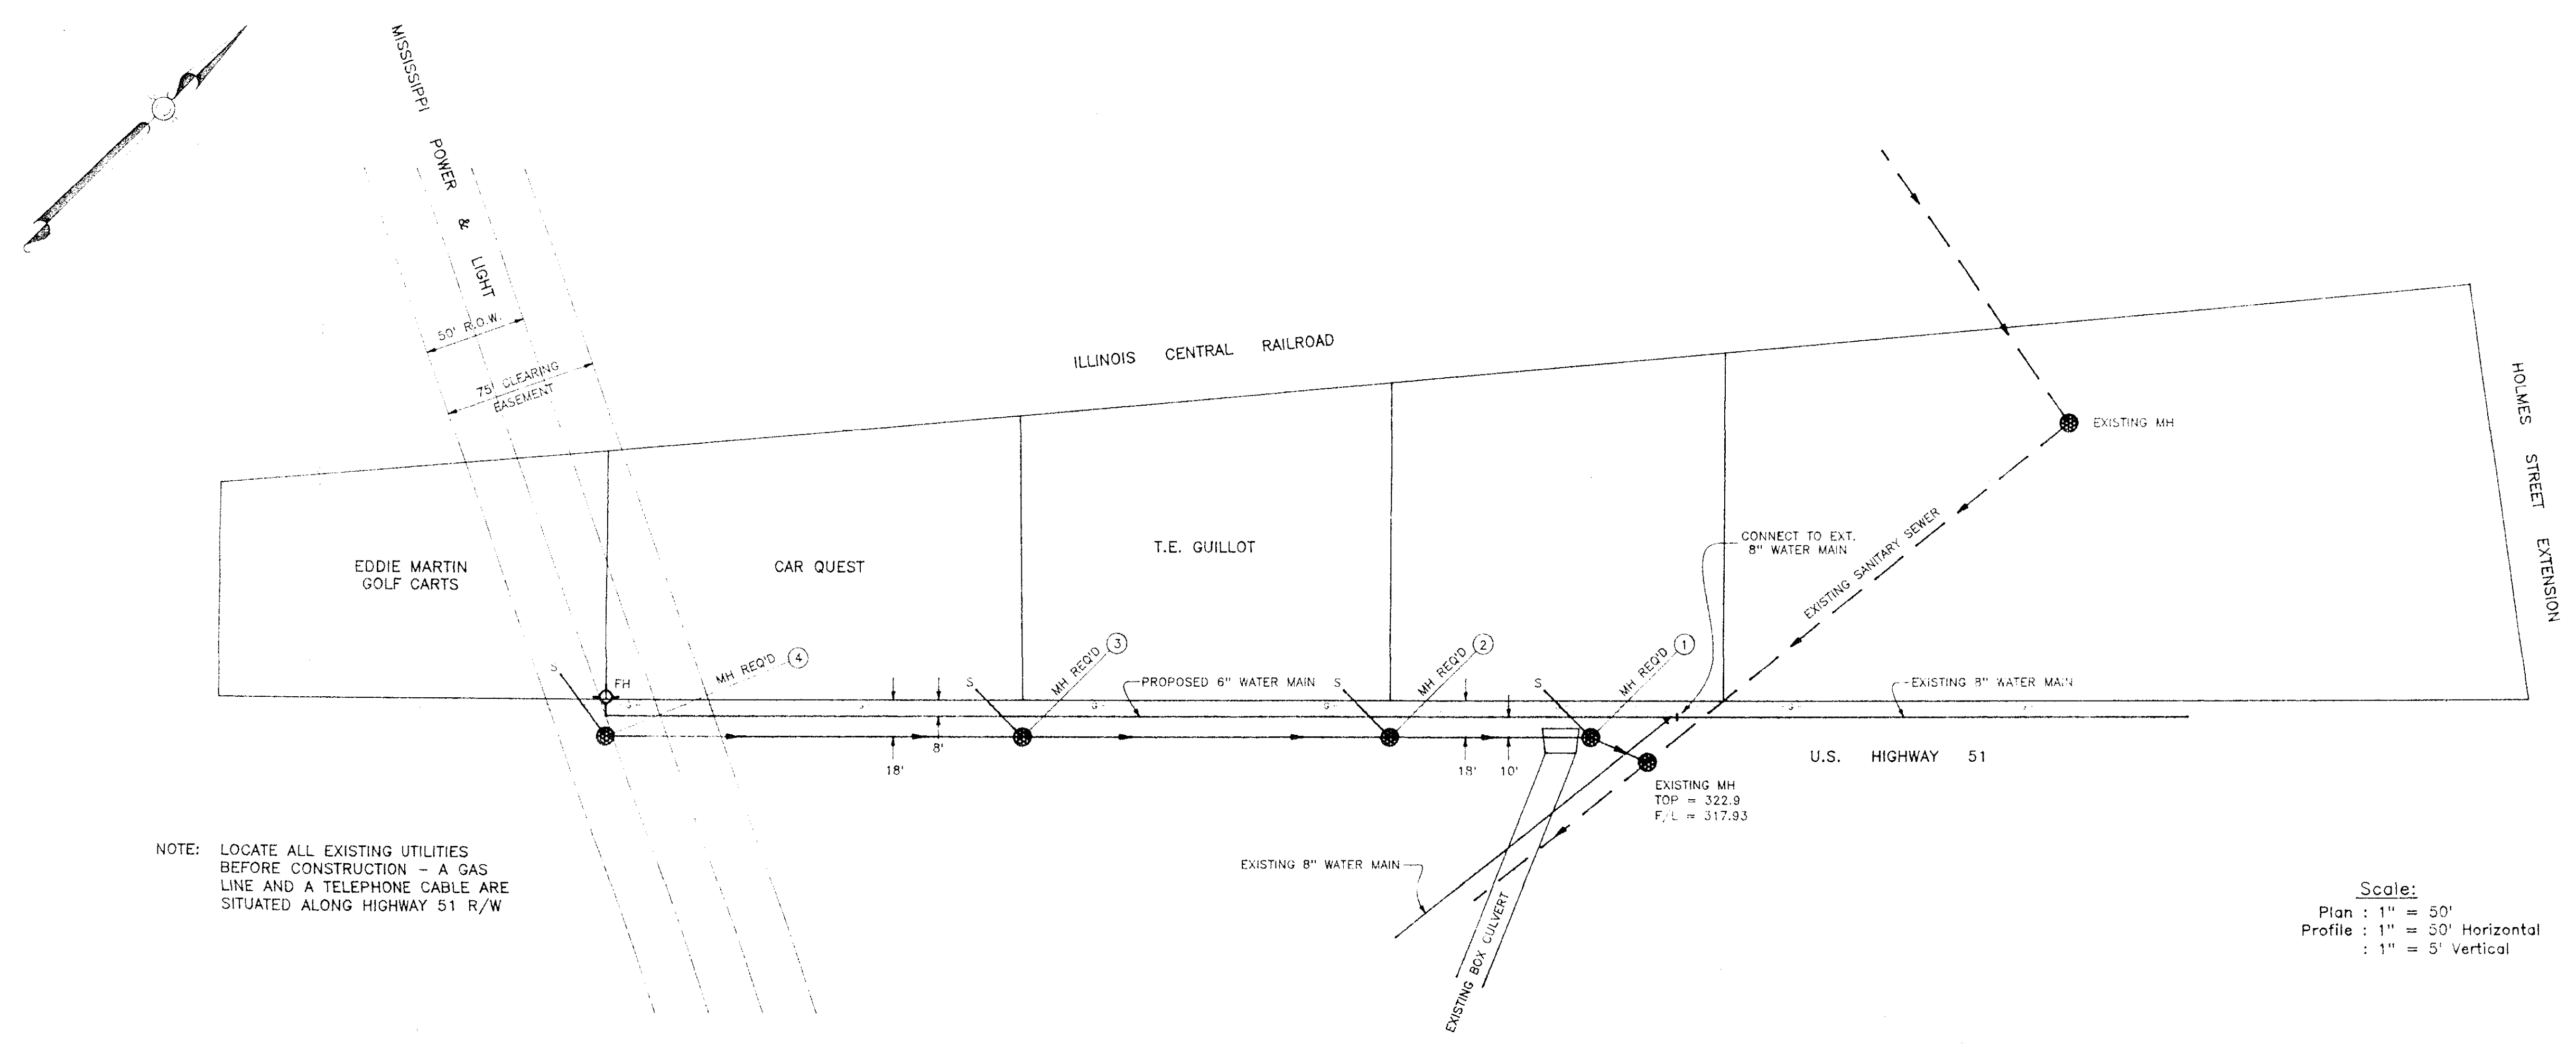 MISSISSIPPI POWER & LIGHT
50' R.O.W.
75' CLEARING
EASEMENT
ILLINOIS CENTRAL RAILROAD
HOLMES STREET EXTENSION
EXISTING MH
EXISTING SANITARY SEWER
CONNECT TO EXT.
8" WATER MAIN
EDDIE MARTIN
GOLF CARTS
CAR QUEST
T.E. GUILLOT
S
FH
MH REQ'D 4
S
MH REQ'D 3
PROPOSED 6" WATER MAIN
S
MH REQ'D 2
S
MH REQ'D 1
EXISTING 8" WATER MAIN
18'
8'
18'
10'
U.S. HIGHWAY 51
EXISTING MH
TOP = 322.9
F/L = 317.93
EXISTING 8" WATER MAIN
EXISTING BOX CULVERT
NOTE: LOCATE ALL EXISTING UTILITIES
BEFORE CONSTRUCTION - A GAS
LINE AND A TELEPHONE CABLE ARE
SITUATED ALONG HIGHWAY 51 R/W
Scale:
Plan : 1" = 50'
Profile : 1" = 50' Horizontal
: 1" = 5' Vertical